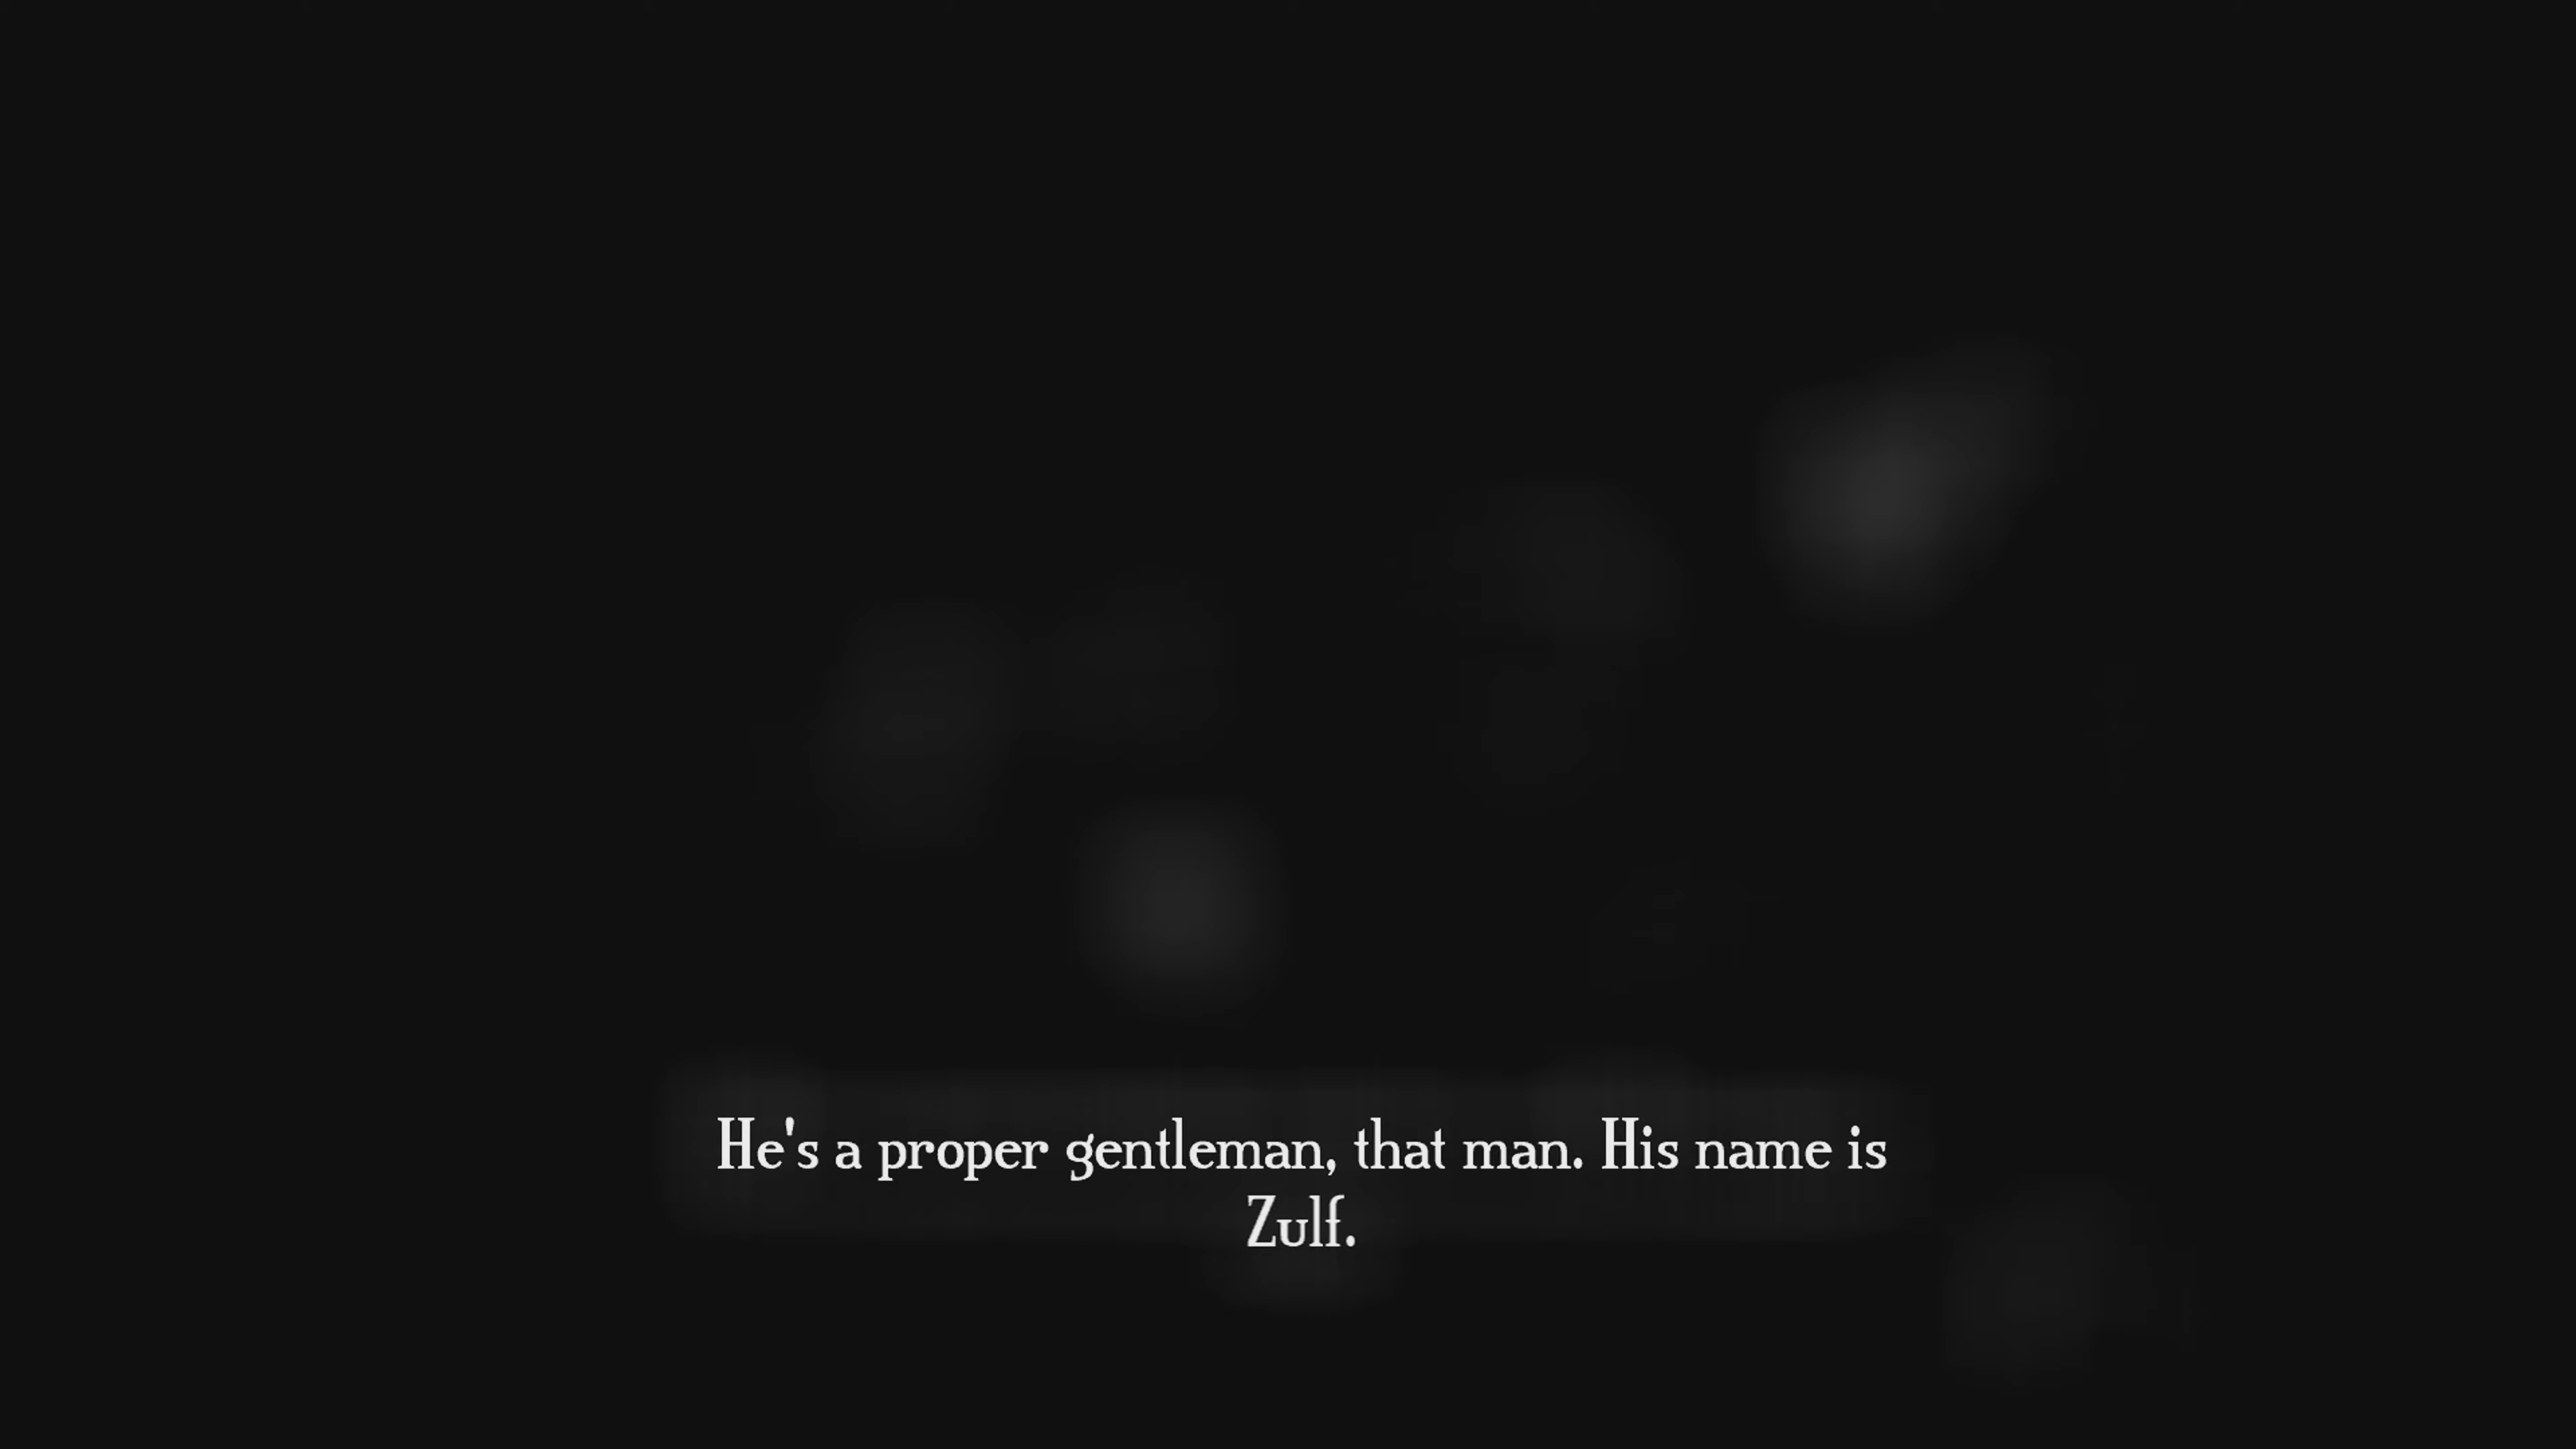 He's a proper gentleman, that man. His name is
Zulf.